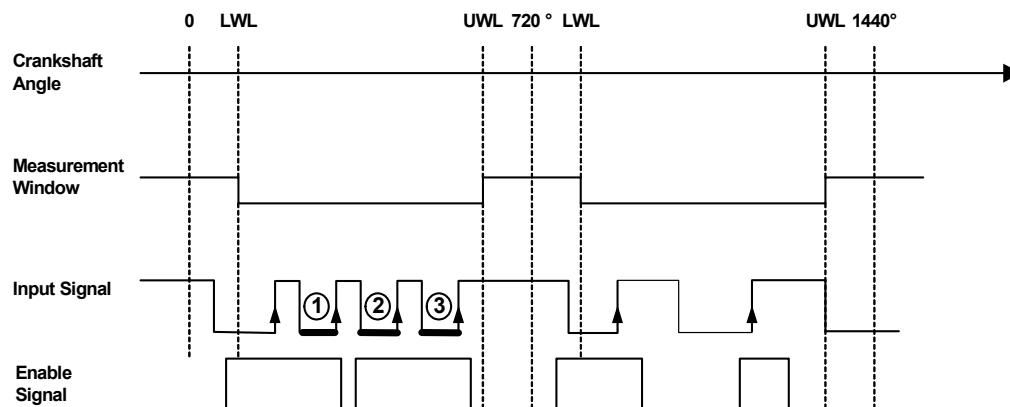 0 LWL UWL 720 ° LWL UWL 1440°
Crankshaft
Angle
Measurement
Window
Input Signal
1 2 3
Enable
Signal